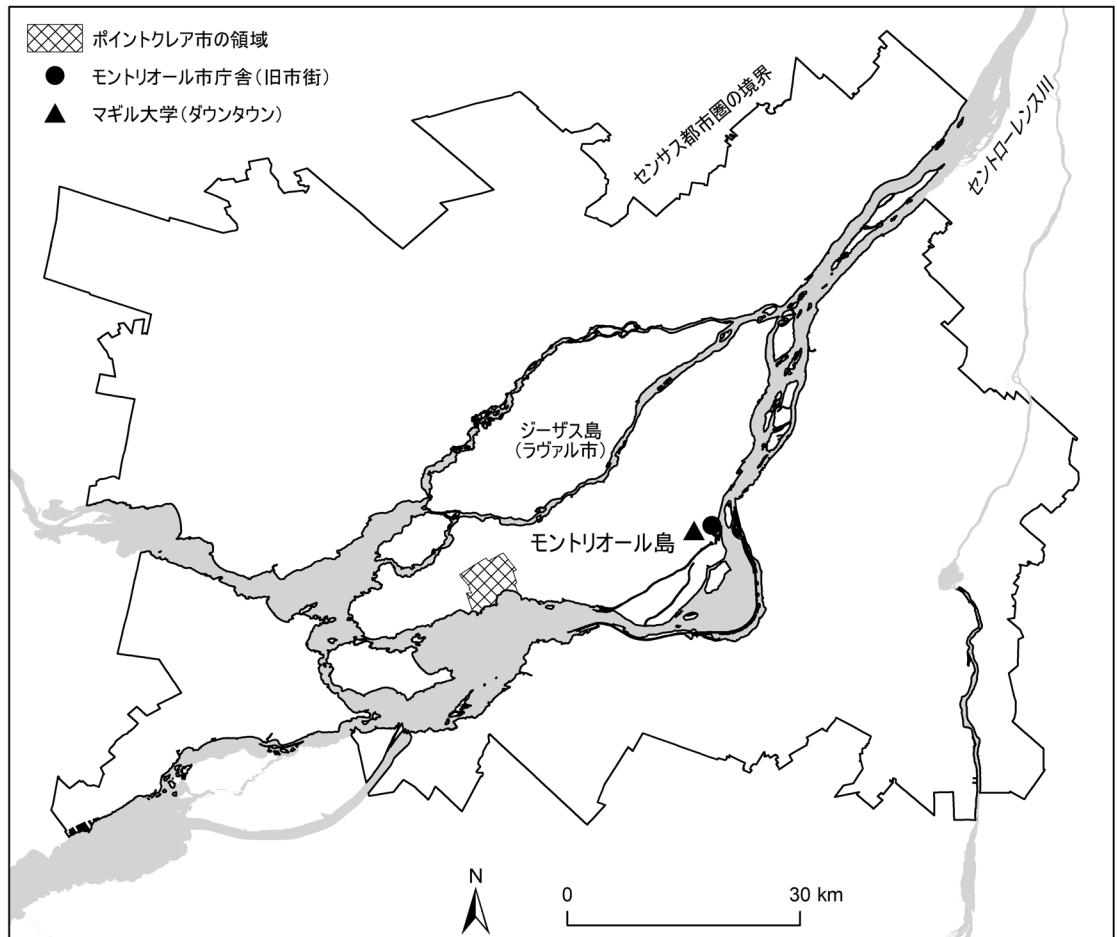 ポイントクレア市の領域
モントリオール市庁舎(旧市街)
マギル大学(ダウンタウン)
センサス都市圏の境界
セントローレンス川
ジーザス島
(ラヴァル市)
モントリオール島
N
0 30 km